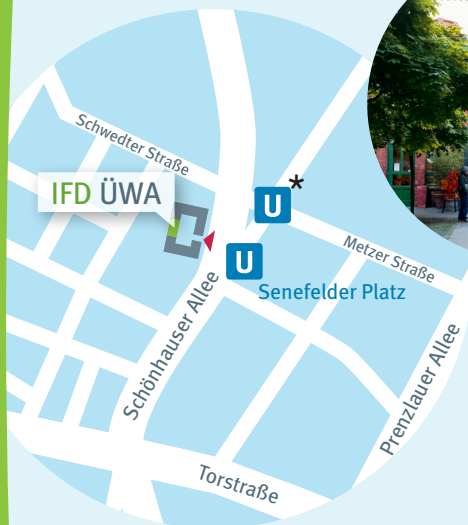 Schwedter Straße
IFD ÜWA
U
*
Metzer Straße
U
Senefelder Platz
Schönhauser Allee
Prenzlauer Allee
Torstraße